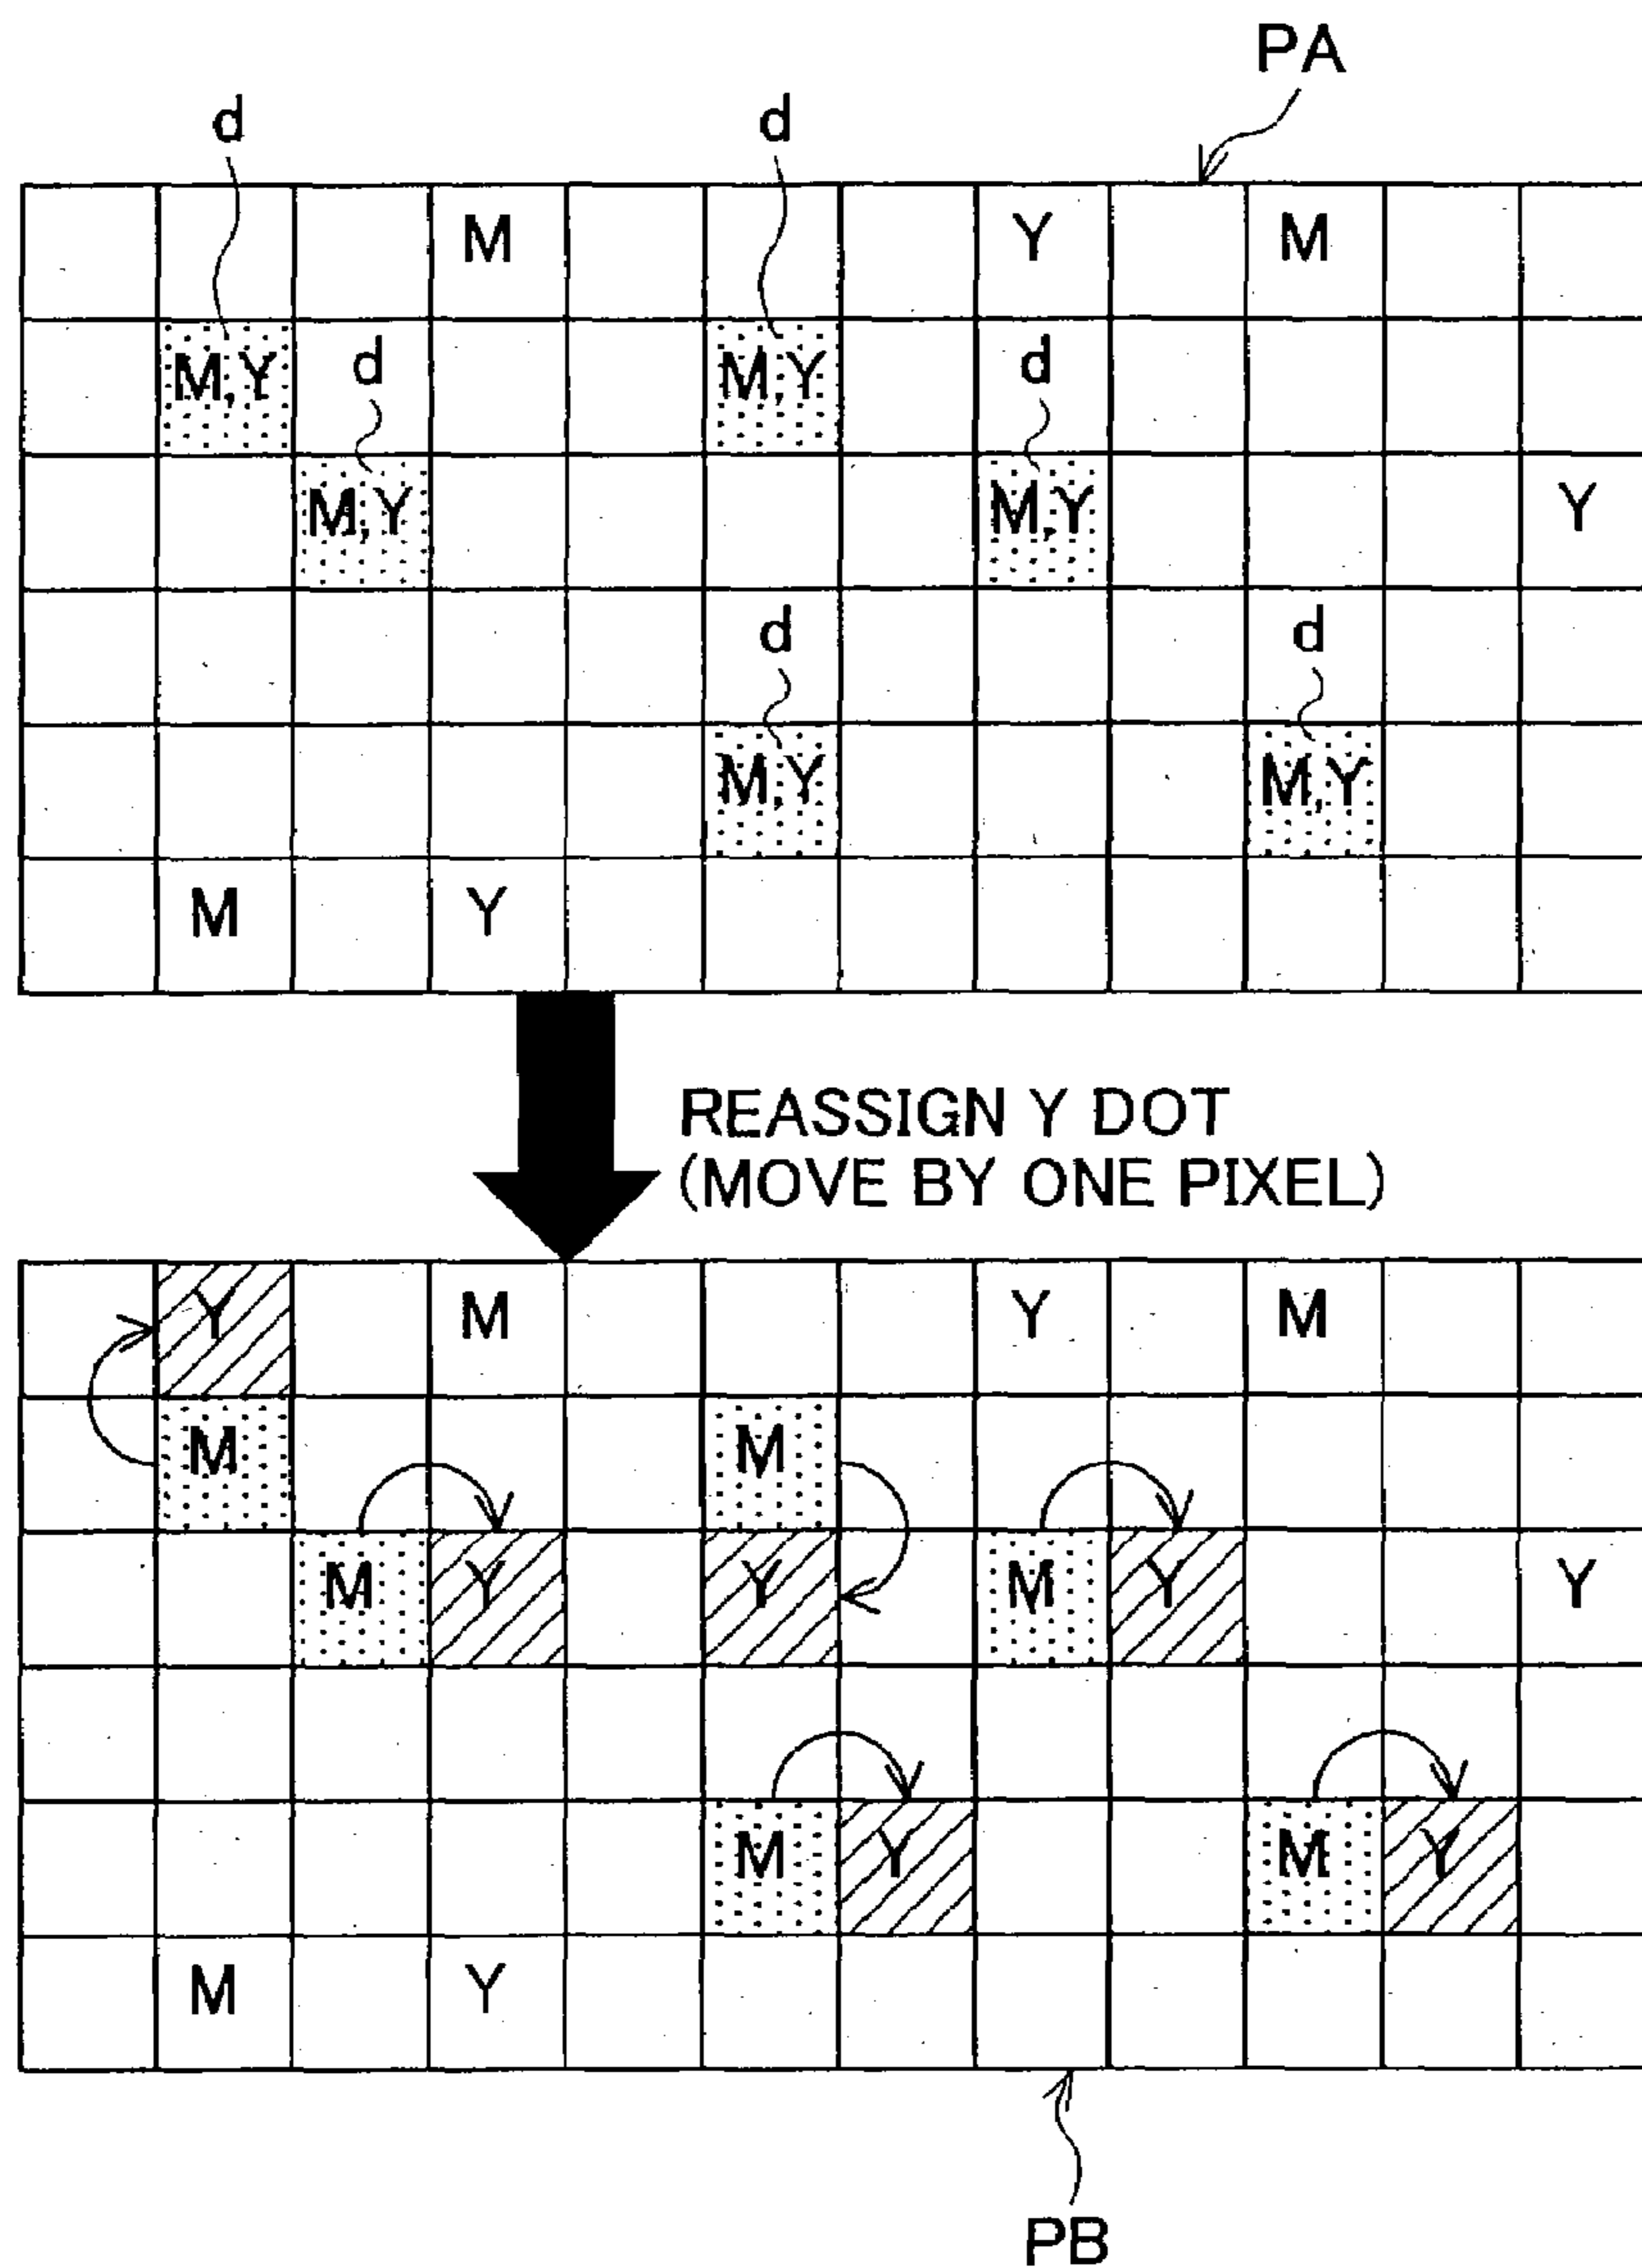 PA
d d
M Y M
M,Y d M,Y d
M,Y M,Y Y
d d
M,Y M,Y
M Y
REASSIGN Y DOT
(MOVE BY ONE PIXEL)
Y M Y M
M M
M Y Y M Y Y
M Y M Y
M Y
PB